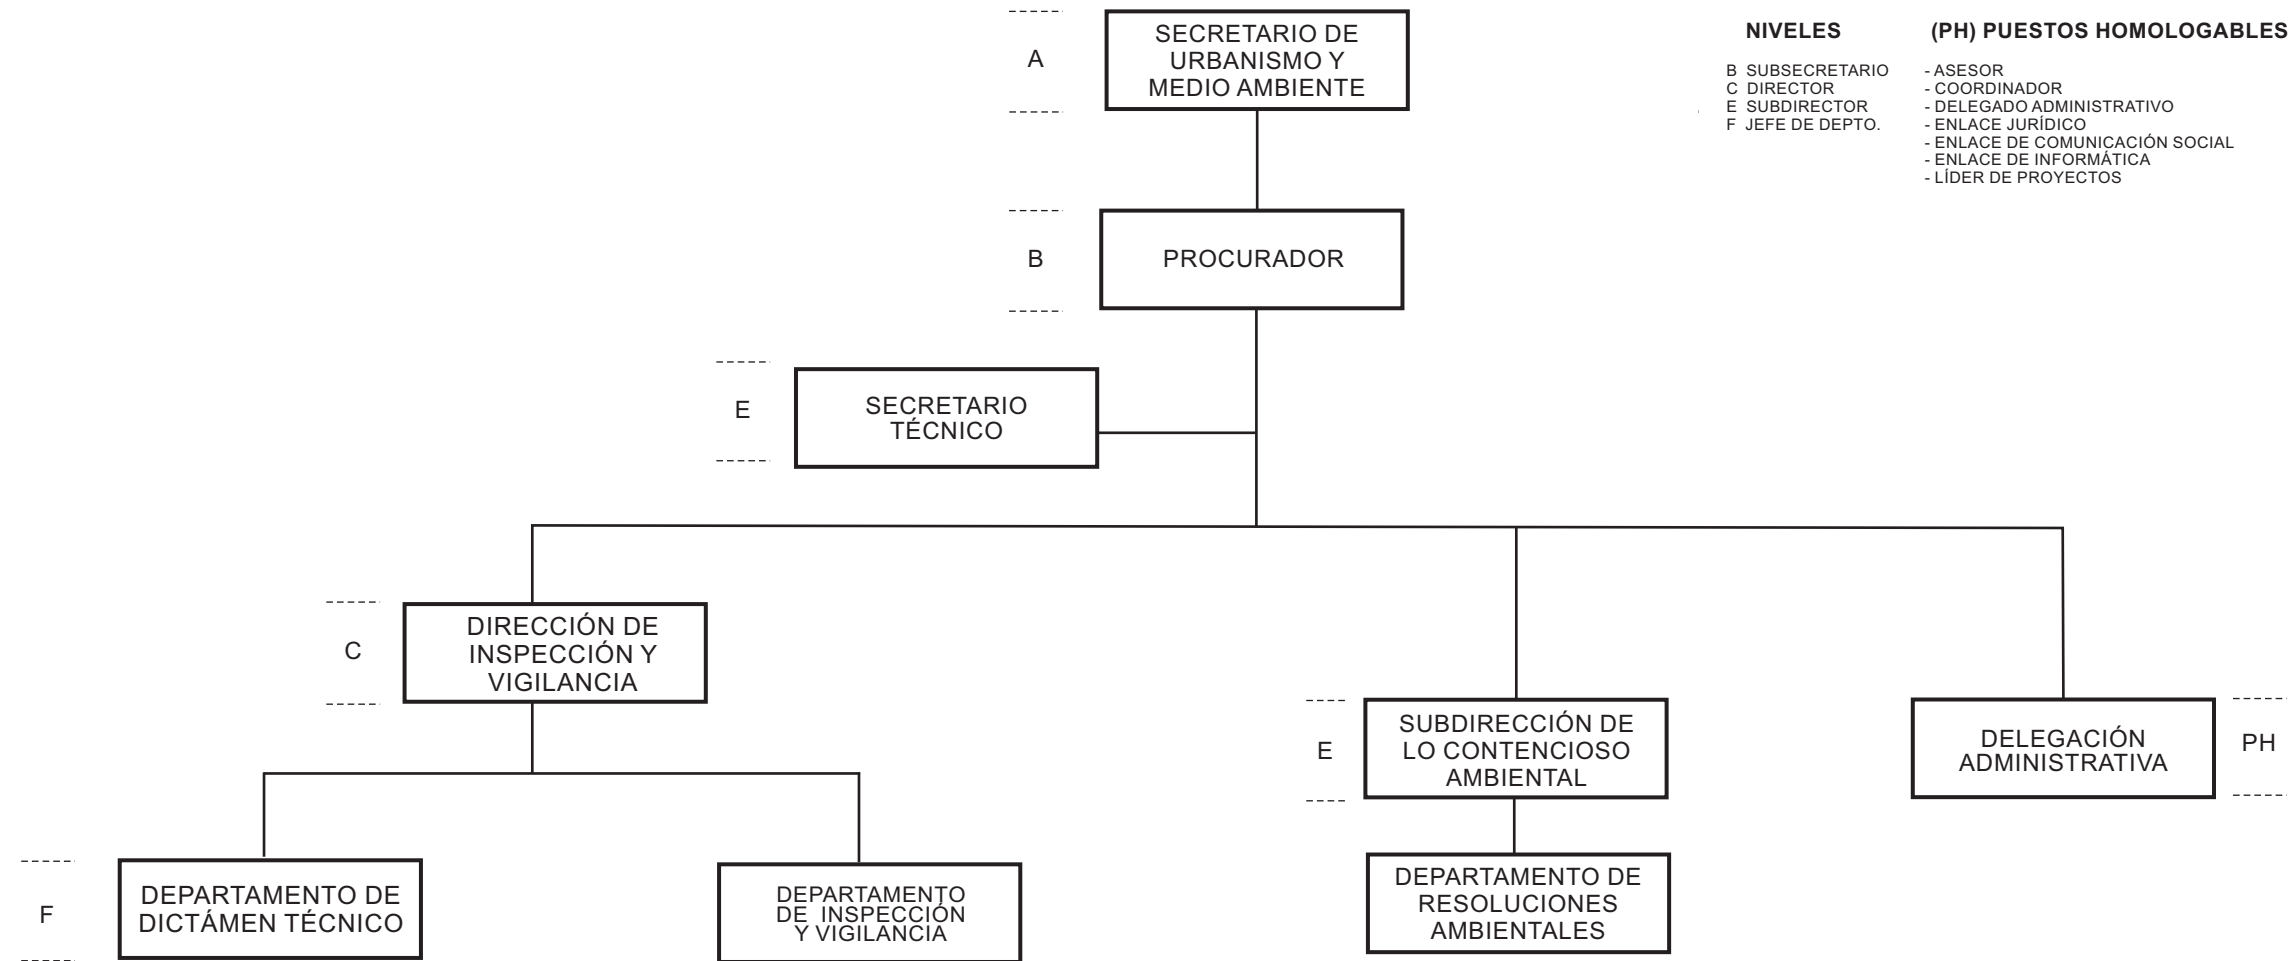 A
SECRETARIO DE
URBANISMO Y
MEDIO AMBIENTE
NIVELES
B SUBSECRETARIO
C DIRECTOR
E SUBDIRECTOR
F JEFE DE DEPTO.
(PH) PUESTOS HOMOLOGABLES
- ASESOR
- COORDINADOR
- DELEGADO ADMINISTRATIVO
- ENLACE JURÍDICO
- ENLACE DE COMUNICACIÓN SOCIAL
- ENLACE DE INFORMÁTICA
- LÍDER DE PROYECTOS
B
PROCURADOR
E
SECRETARIO
TÉCNICO
C
DIRECCIÓN DE
INSPECCIÓN Y
VIGILANCIA
E
SUBDIRECCIÓN DE
LO CONTENCIOSO
AMBIENTAL
DELEGACIÓN
ADMINISTRATIVA
PH
F
DEPARTAMENTO DE
DICTÁMEN TÉCNICO
DEPARTAMENTO
DE INSPECCIÓN
Y VIGILANCIA
DEPARTAMENTO DE
RESOLUCIONES
AMBIENTALES